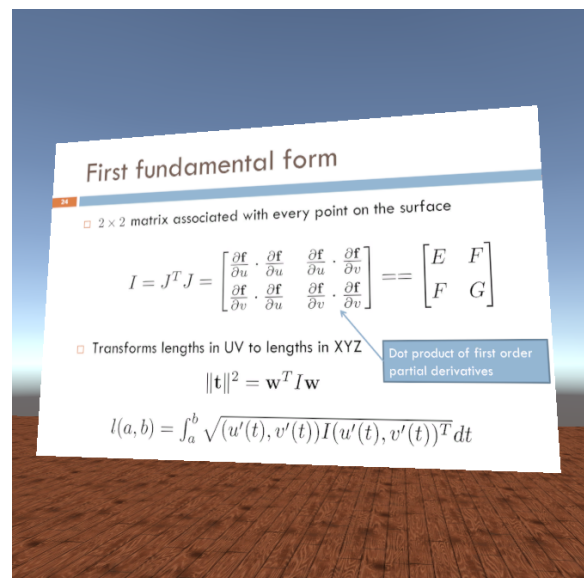 First fundamental form
24
2 × 2 matrix associated with every point on the surface
I = J^T J = [∂f/∂u · ∂f/∂u  ∂f/∂u · ∂f/∂v; ∂f/∂v · ∂f/∂u  ∂f/∂v · ∂f/∂v] == [E F; F G]
Transforms lengths in UV to lengths in XYZ
Dot product of first order
partial derivatives
‖t‖² = w^T I w
l(a, b) = ∫_a^b √((u′(t), v′(t))I(u′(t), v′(t))^T) dt